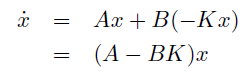 ẋ = Ax + B(−Kx)
= (A − BK)x